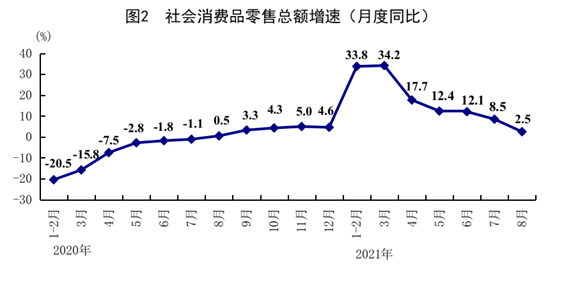 图2 社会消费品零售总额增速（月度同比）
(%)
40
30
20
10
0
-10
-20
-30
-20.5
-15.8
-7.5
-2.8
-1.8
-1.1
0.5
3.3
4.3
5.0
4.6
33.8
34.2
17.7
12.4
12.1
8.5
2.5
1-2月
3月
4月
5月
6月
7月
8月
9月
10月
11月
12月
1-2月
3月
4月
5月
6月
7月
8月
2020年
2021年